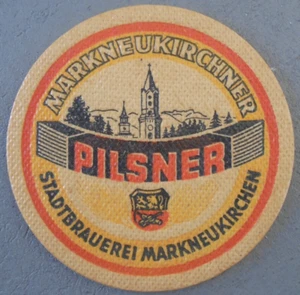 MARKNEUKIRCHNER
PILSNER
STADTBRAUEREI MARKNEUKIRCHEN